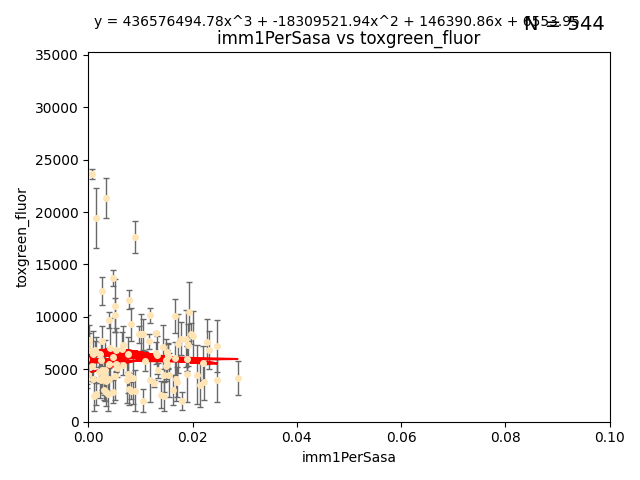 y = 436576494.78x^3 + -18309521.94x^2 + 146390.86x + 6553.95
N = 544
imm1PerSasa vs toxgreen_fluor
35000
30000
25000
20000
15000
10000
5000
0
toxgreen_fluor
0.00 0.02 0.04 0.06 0.08 0.10
imm1PerSasa